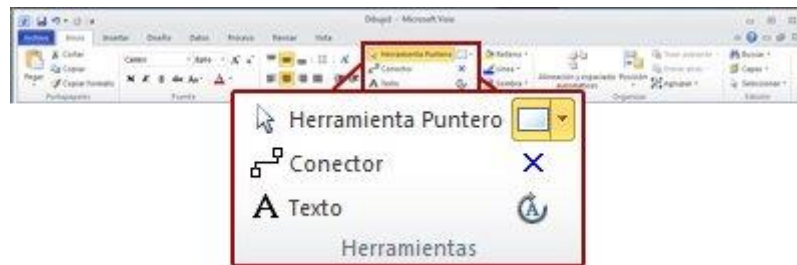 Dibujo1 - Microsoft Visio
Archivo Inicio Insertar Diseño Datos Proceso Revisar Vista
Cortar
Copiar
Copiar formato
Pegar
Portapapeles
Calibri
Fuente
Herramienta Puntero
Conector
Texto
Relleno
Línea
Sombra
Alineación y espaciado automáticos
Posición
Agrupar
Organizar
Buscar
Capas
Seleccionar
Edición
Herramienta Puntero
Conector
A Texto
Herramientas